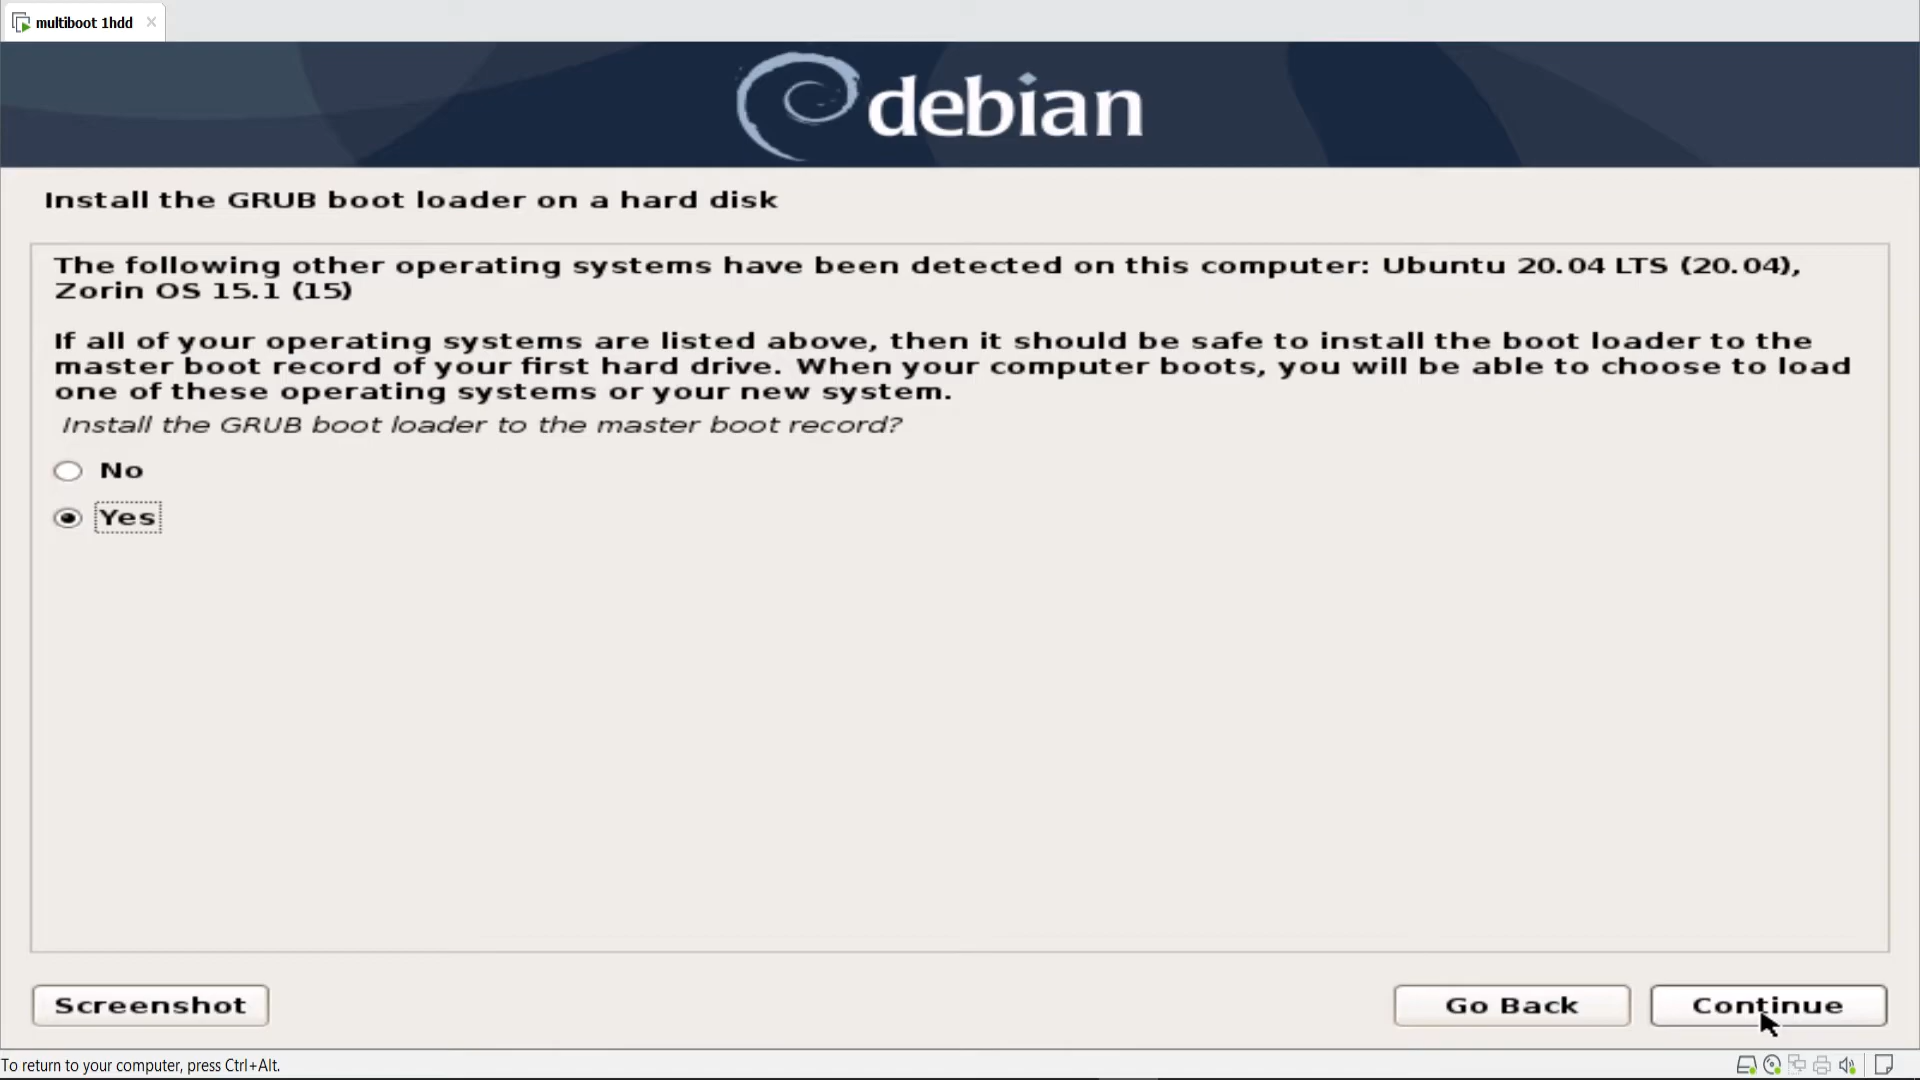 multiboot 1hdd
debian
Install the GRUB boot loader on a hard disk
The following other operating systems have been detected on this computer: Ubuntu 20.04 LTS (20.04),
Zorin OS 15.1 (15)
If all of your operating systems are listed above, then it should be safe to install the boot loader to the
master boot record of your first hard drive. When your computer boots, you will be able to choose to load
one of these operating systems or your new system.
Install the GRUB boot loader to the master boot record?
No
Yes
Screenshot
Go Back
Continue
To return to your computer, press Ctrl+Alt.